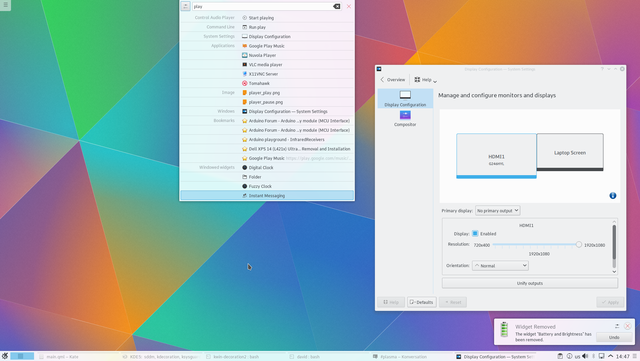 play
Control Audio Player
Start playing
Command Line
Run play
System Settings
Display Configuration
Applications
Google Play Music
Nuvola Player
VLC media player
X11VNC Server
Tomahawk
Image
player_play.png
player_pause.png
Windows
Display Configuration — System Settings
Bookmarks
Arduino Forum - Arduino ...y module (MCU Interface)
Arduino Forum - Arduino ...y module (MCU Interface)
Arduino playground - InfraredReceivers
Dell XPS 14 (L421x) Ultra... Removal and Installation
Google Play Music
Windowed widgets
Digital Clock
Folder
Fuzzy Clock
Instant Messaging
Display Configuration — System Settings
Overview
Help
Display Configuration
Compositor
Manage and configure monitors and displays
HDMI1
Laptop Screen
Primary display:
No primary output
HDMI1
Display:
Enabled
Resolution:
720x400
1920x1080
1920x1080
Orientation:
Normal
Unify outputs
Help
Defaults
Reset
Apply
Widget Removed
The widget "Battery and Brightness" has been removed.
Undo
Display Configuration — System Sett
us
14:47